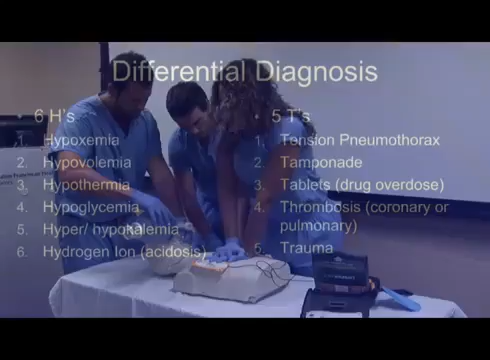 Differential Diagnosis
• 6 H's
1. Hypoxemia
2. Hypovolemia
3. Hypothermia
4. Hypoglycemia
5. Hyper/ hypokalemia
6. Hydrogen Ion (acidosis)
• 5 T's
1. Tension Pneumothorax
2. Tamponade
3. Tablets (drug overdose)
4. Thrombosis (coronary or
pulmonary)
5. Trauma